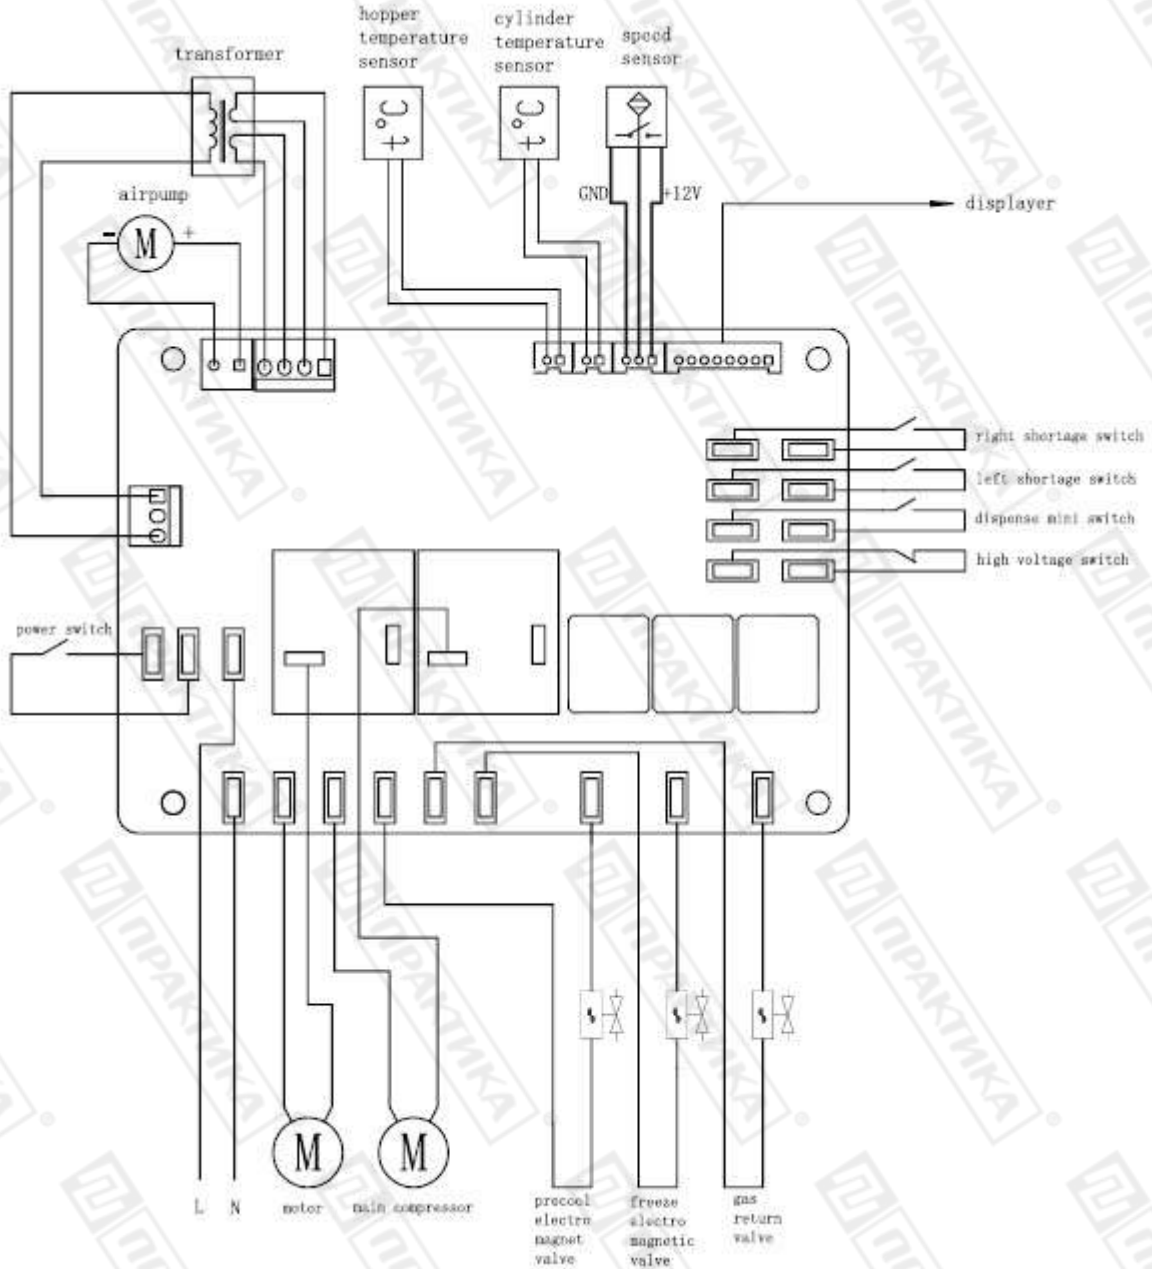 hopper
temperature
sensor
cylinder
temperature
sensor
speed
sensor
transformer
t°C
t°C
airpump
GND
+12V
displayer
- M +
right shortage switch
left shortage switch
dispense mini switch
high voltage switch
power switch
M
M
L
N
motor
main compressor
precool
electro
magnet
valve
freeze
electro
magnetic
valve
gas
return
valve
ПРАКТИКА